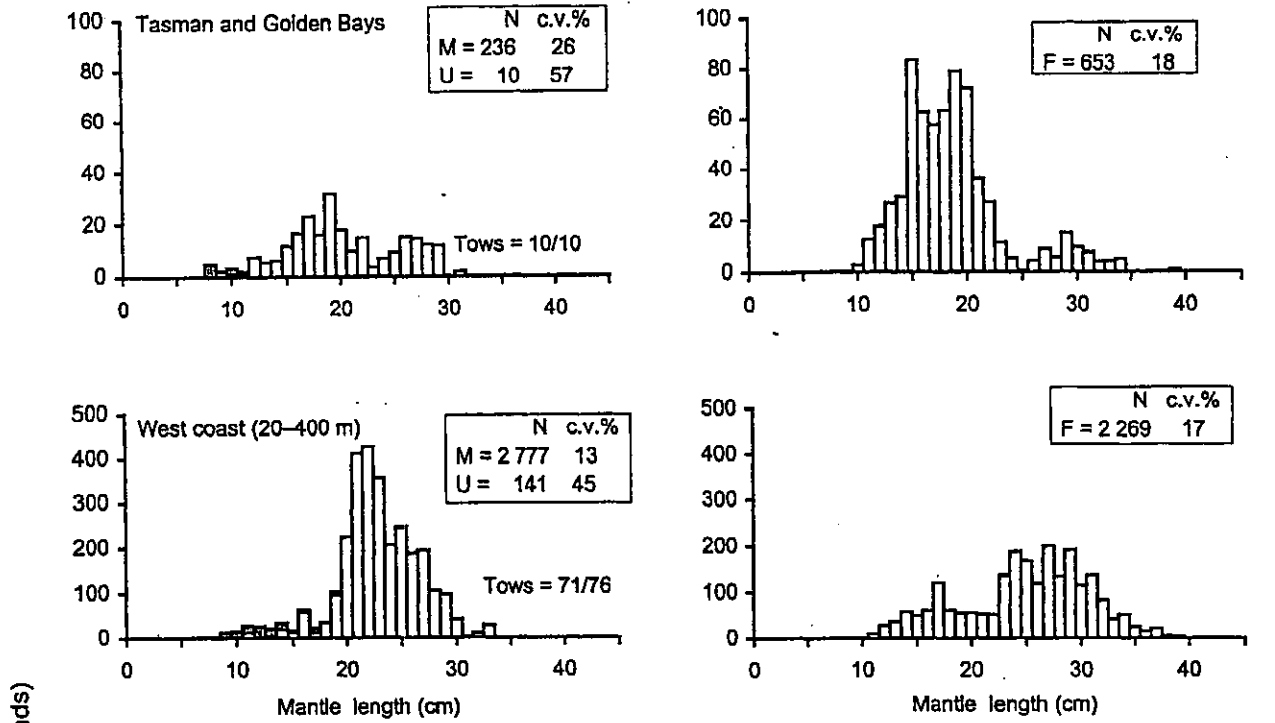 Tasman and Golden Bays
N c.v.%
M = 236 26
U = 10 57
Tows = 10/10
100
80
60
40
20
0
0 10 20 30 40
N c.v.%
F = 653 18
100
80
60
40
20
0
0 10 20 30 40
West coast (20–400 m)
N c.v.%
M = 2 777 13
U = 141 45
Tows = 71/76
500
400
300
200
100
0
0 10 20 30 40
Mantle length (cm)
N c.v.%
F = 2 269 17
500
400
300
200
100
0
0 10 20 30 40
Mantle length (cm)
nds)